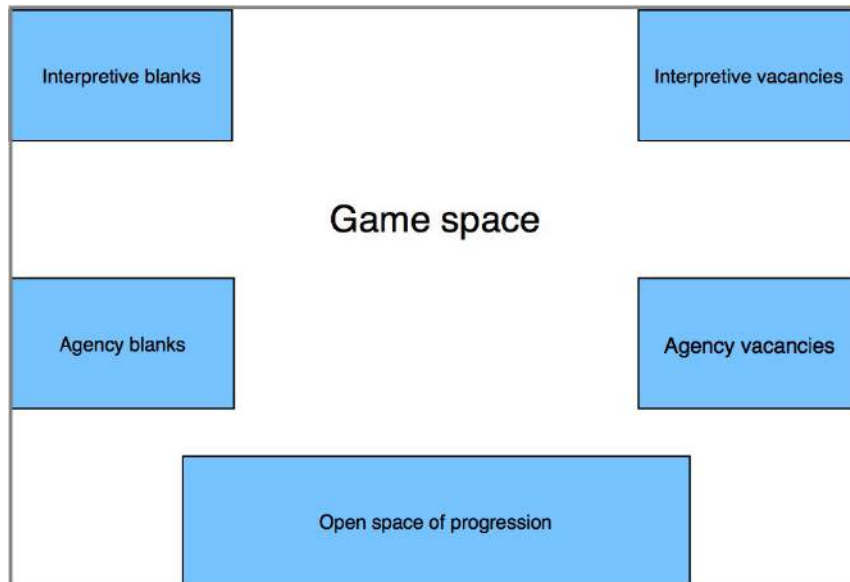 Interpretive blanks
Interpretive vacancies
Game space
Agency blanks
Agency vacancies
Open space of progression